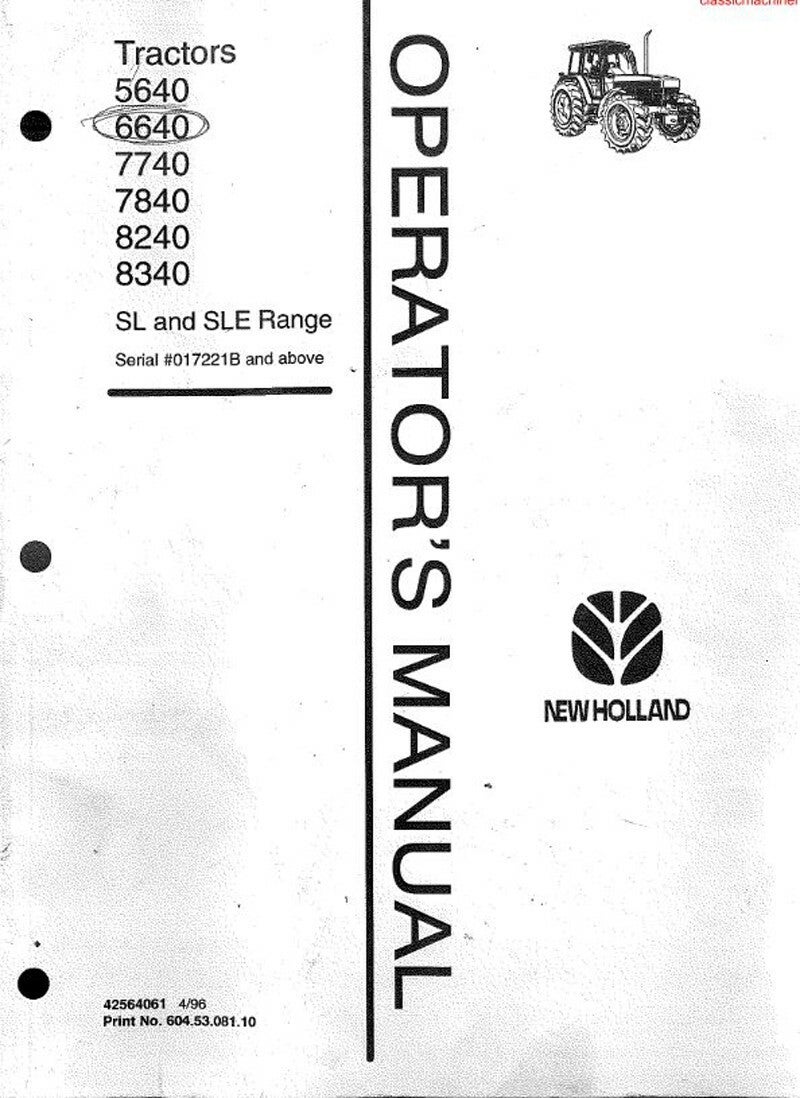 classicmachiner
Tractors
5640
6640
7740
7840
8240
8340
SL and SLE Range
Serial #017221B and above
OPERATOR'S MANUAL
NEW HOLLAND
42564061 4/96
Print No. 604.53.081.10